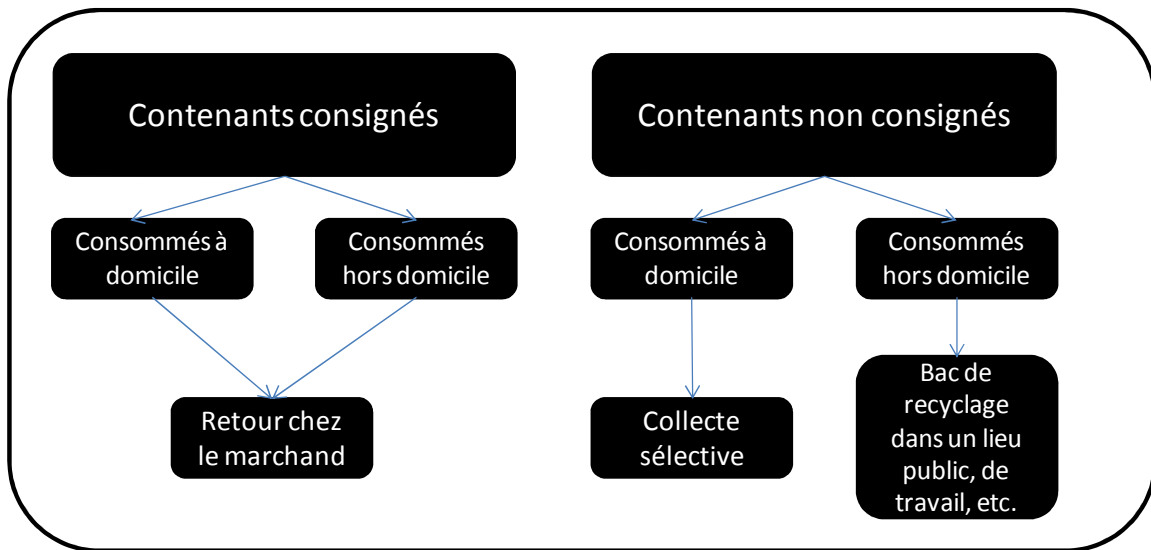 Contenants consignés
Contenants non consignés
Consommés à
domicile
Consommés
hors domicile
Consommés à
domicile
Consommés
hors domicile
Retour chez
le marchand
Collecte
sélective
Bac de
recyclage
dans un lieu
public, de
travail, etc.